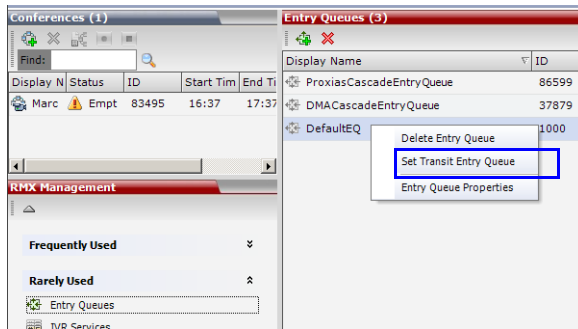 Conferences (1)
Find:
Display N Status ID Start Tim End Ti
Marc Empt 83495 16:37 17:37
RMX Management
Frequently Used
Rarely Used
Entry Queues
IVR Services
Entry Queues (3)
Display Name ID
ProxiasCascadeEntryQueue 86599
DMACascadeEntryQueue 37879
DefaultEQ 1000
Delete Entry Queue
Set Transit Entry Queue
Entry Queue Properties